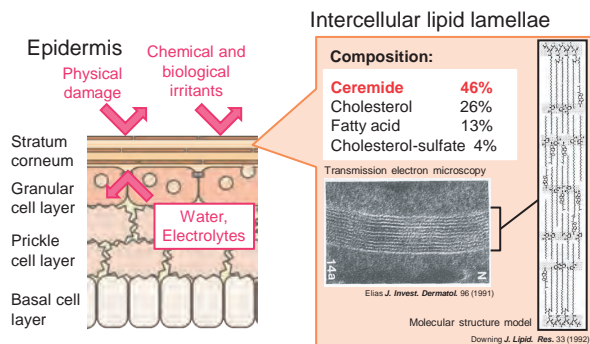 Intercellular lipid lamellae
Epidermis
Physical
damage
Chemical and
biological
irritants
Stratum
corneum
Granular
cell layer
Prickle
cell layer
Basal cell
layer
Water,
Electrolytes
Composition:
Ceremide 46%
Cholesterol 26%
Fatty acid 13%
Cholesterol-sulfate 4%
Transmission electron microscopy
14a
N
Elias J. Invest. Dermatol. 96 (1991)
Molecular structure model
Downing J. Lipid. Res. 33 (1992)